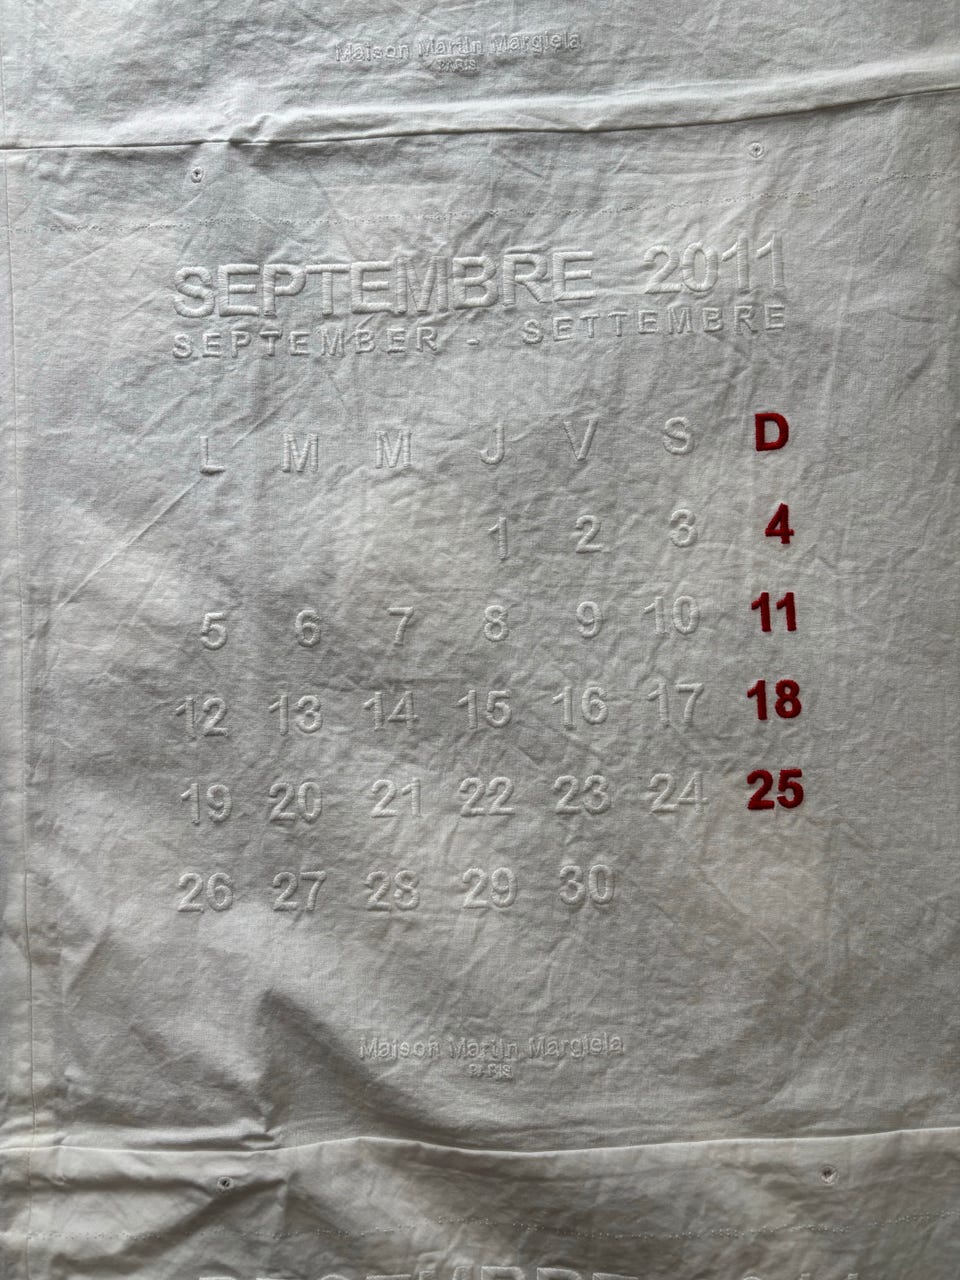 Maison Martin Margiela
PARIS
SEPTEMBRE 2011
SEPTEMBER - SETTEMBRE
L M M J V S D
1 2 3 4
5 6 7 8 9 10 11
12 13 14 15 16 17 18
19 20 21 22 23 24 25
26 27 28 29 30
Maison Martin Margiela
PARIS